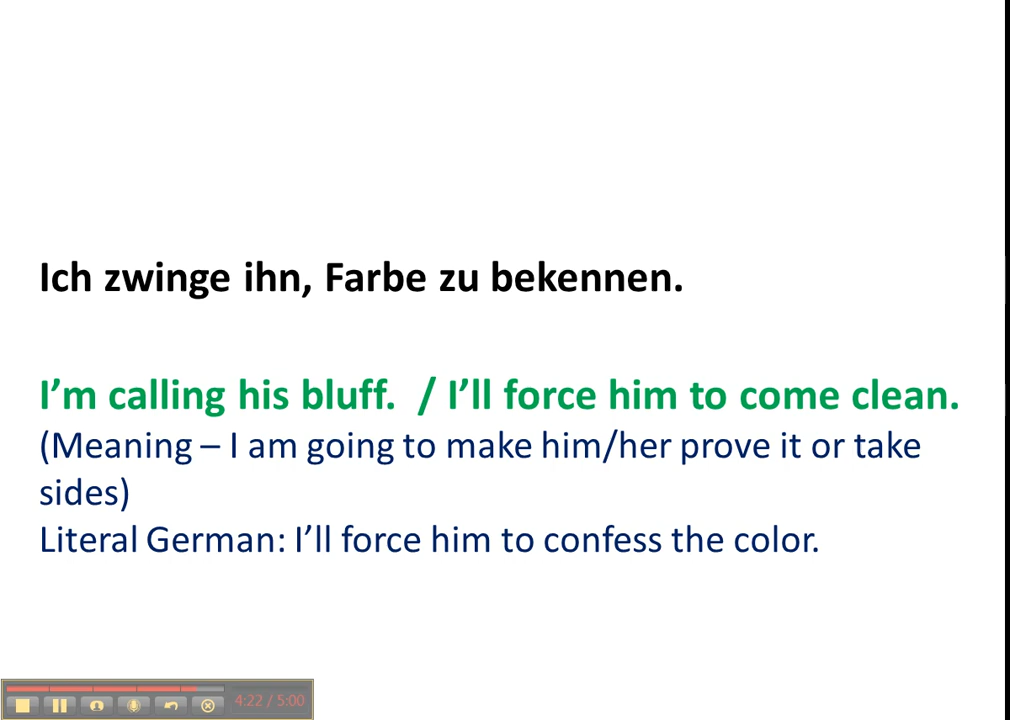 Ich zwinge ihn, Farbe zu bekennen.
I’m calling his bluff.  / I’ll force him to come clean.
(Meaning – I am going to make him/her prove it or take
sides)
Literal German: I’ll force him to confess the color.
4:22 / 5:00